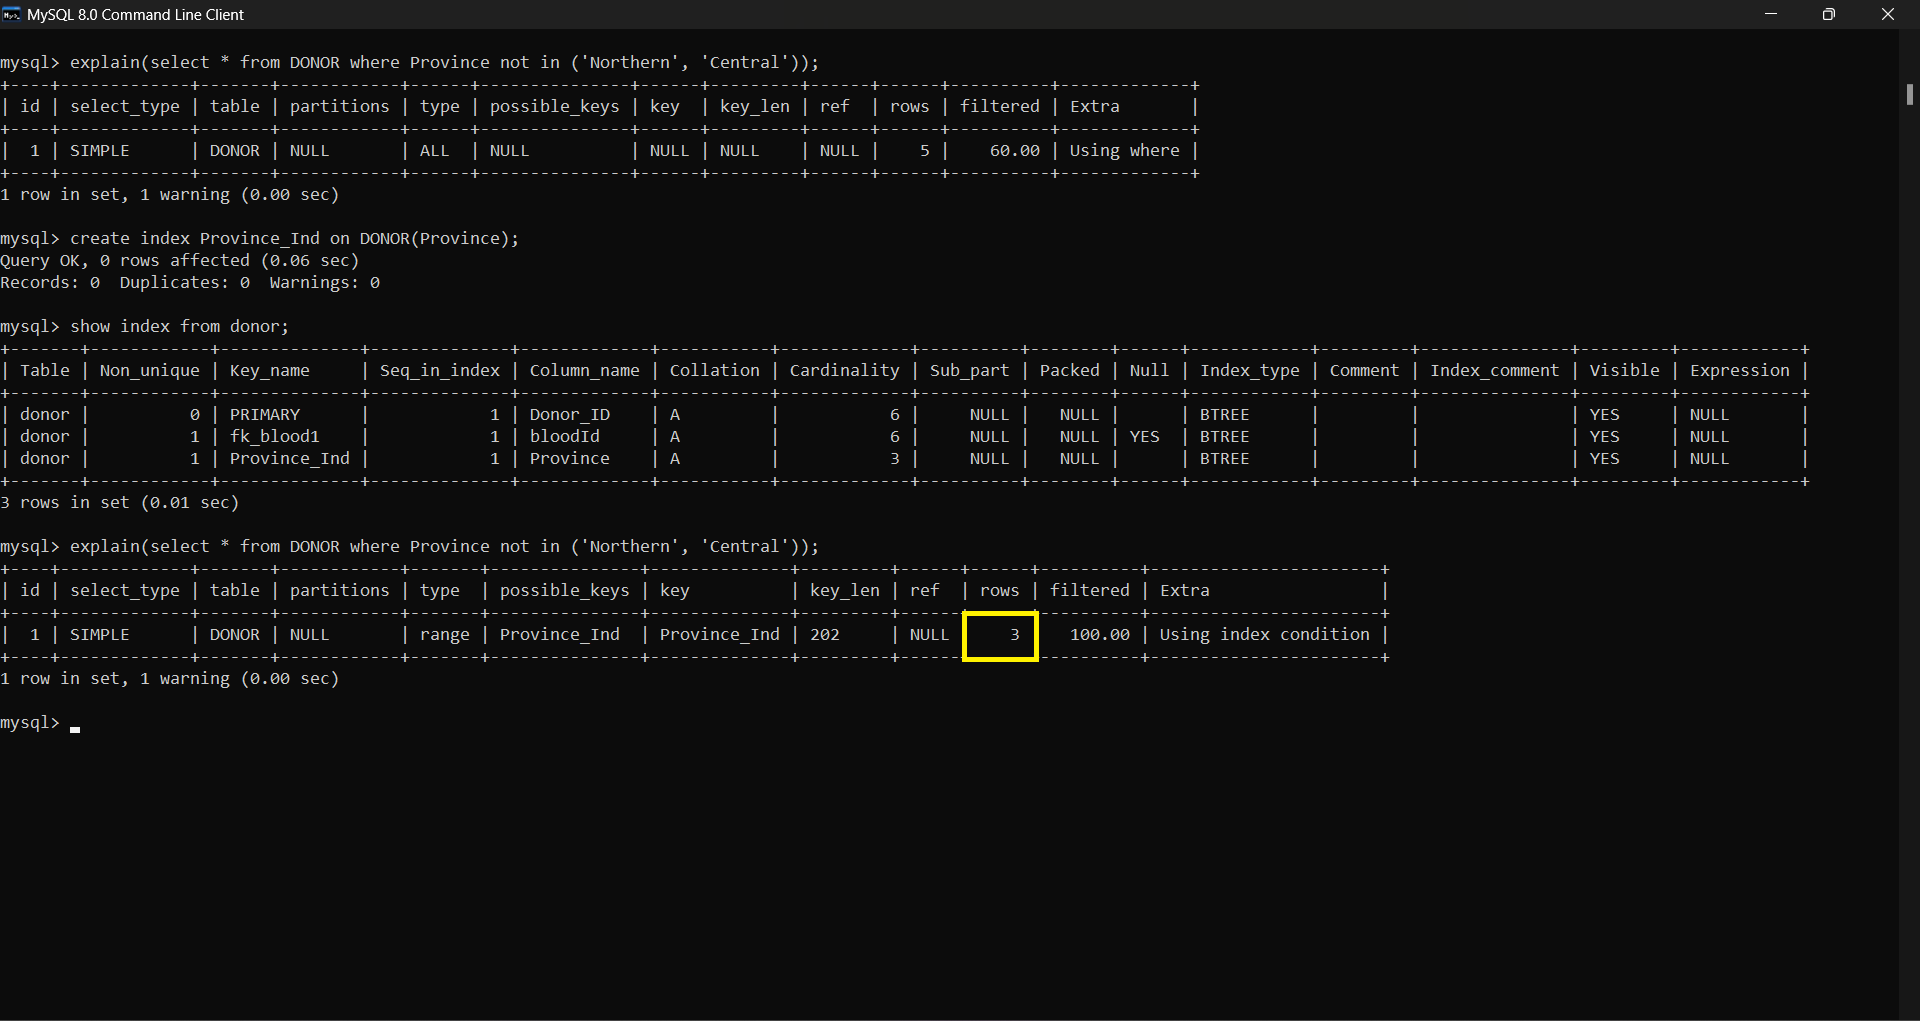 MySQL 8.0 Command Line Client
mysql> explain(select * from DONOR where Province not in ('Northern', 'Central'));
+----+-------------+-------+------------+------+---------------+------+---------+------+------+----------+-------------+
| id | select_type | table | partitions | type | possible_keys | key  | key_len | ref  | rows | filtered | Extra       |
+----+-------------+-------+------------+------+---------------+------+---------+------+------+----------+-------------+
|  1 | SIMPLE      | DONOR | NULL       | ALL  | NULL          | NULL | NULL    | NULL |    5 |    60.00 | Using where |
+----+-------------+-------+------------+------+---------------+------+---------+------+------+----------+-------------+
1 row in set, 1 warning (0.00 sec)
mysql> create index Province_Ind on DONOR(Province);
Query OK, 0 rows affected (0.06 sec)
Records: 0  Duplicates: 0  Warnings: 0
mysql> show index from donor;
+-------+------------+--------------+--------------+-------------+-----------+-------------+----------+--------+------+------------+---------+---------------+---------+------------+
| Table | Non_unique | Key_name     | Seq_in_index | Column_name | Collation | Cardinality | Sub_part | Packed | Null | Index_type | Comment | Index_comment | Visible | Expression |
+-------+------------+--------------+--------------+-------------+-----------+-------------+----------+--------+------+------------+---------+---------------+---------+------------+
| donor |          0 | PRIMARY      |            1 | Donor_ID    | A         |           6 |     NULL |   NULL |      | BTREE      |         |               | YES     | NULL       |
| donor |          1 | fk_blood1    |            1 | bloodId     | A         |           6 |     NULL |   NULL | YES  | BTREE      |         |               | YES     | NULL       |
| donor |          1 | Province_Ind |            1 | Province    | A         |           3 |     NULL |   NULL |      | BTREE      |         |               | YES     | NULL       |
+-------+------------+--------------+--------------+-------------+-----------+-------------+----------+--------+------+------------+---------+---------------+---------+------------+
3 rows in set (0.01 sec)
mysql> explain(select * from DONOR where Province not in ('Northern', 'Central'));
+----+-------------+-------+------------+-------+---------------+--------------+---------+------+------+----------+-----------------------+
| id | select_type | table | partitions | type  | possible_keys | key          | key_len | ref  | rows | filtered | Extra                 |
+----+-------------+-------+------------+-------+---------------+--------------+---------+------+------+----------+-----------------------+
|  1 | SIMPLE      | DONOR | NULL       | range | Province_Ind  | Province_Ind | 202     | NULL |    3 |   100.00 | Using index condition |
+----+-------------+-------+------------+-------+---------------+--------------+---------+------+------+----------+-----------------------+
1 row in set, 1 warning (0.00 sec)
mysql>